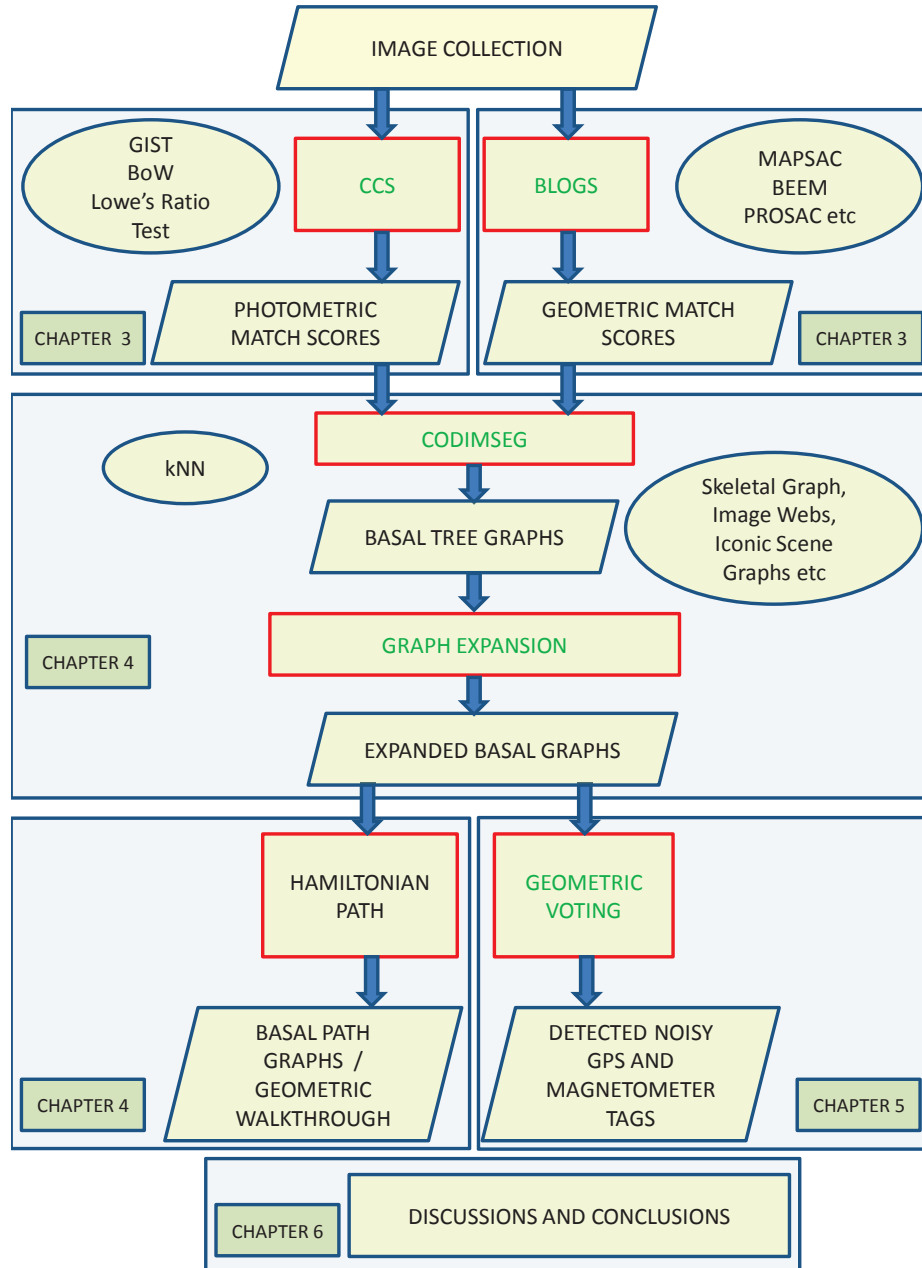 IMAGE COLLECTION
GIST
BoW
Lowe's Ratio
Test
CCS
BLOGS
MAPSAC
BEEM
PROSAC etc
CHAPTER 3
PHOTOMETRIC
MATCH SCORES
GEOMETRIC MATCH
SCORES
CHAPTER 3
CODIMSEG
kNN
BASAL TREE GRAPHS
Skeletal Graph,
Image Webs,
Iconic Scene
Graphs etc
GRAPH EXPANSION
CHAPTER 4
EXPANDED BASAL GRAPHS
HAMILTONIAN
PATH
GEOMETRIC
VOTING
CHAPTER 4
BASAL PATH
GRAPHS /
GEOMETRIC
WALKTHROUGH
DETECTED NOISY
GPS AND
MAGNETOMETER
TAGS
CHAPTER 5
CHAPTER 6
DISCUSSIONS AND CONCLUSIONS